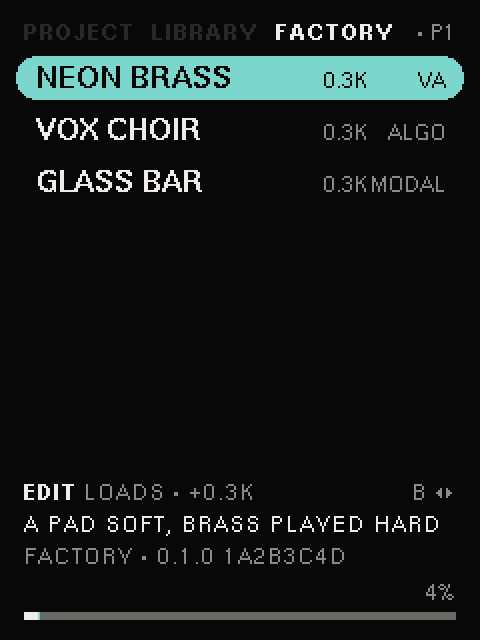 PROJECT LIBRARY FACTORY · P1
NEON BRASS 0.3K VA
VOX CHOIR 0.3K ALGO
GLASS BAR 0.3K MODAL
EDIT LOADS · +0.3K B ◂▸
A PAD SOFT, BRASS PLAYED HARD
FACTORY · 0.1.0 1A2B3C4D
4%